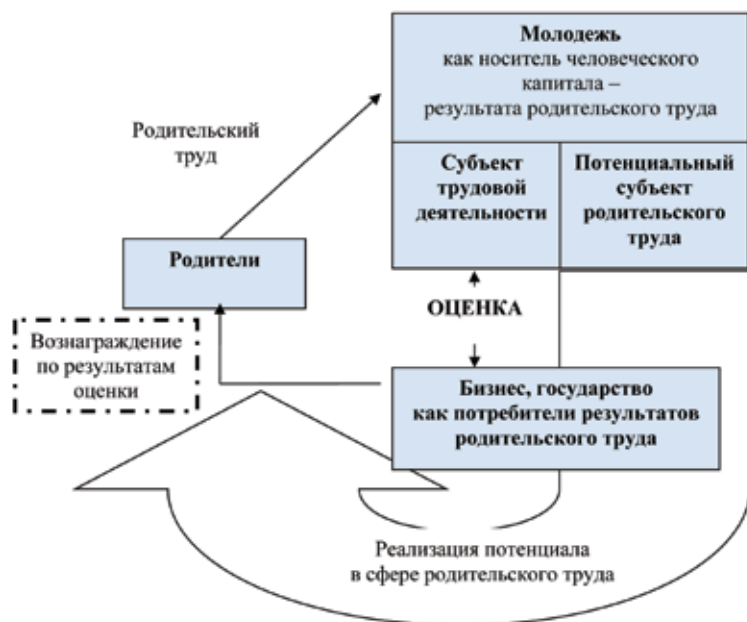 Молодежь
как носитель человеческого
капитала –
результата родительского труда
Родительский
труд
Субъект
трудовой
деятельности
Потенциальный
субъект
родительского
труда
Родители
ОЦЕНКА
Вознаграждение
по результатам
оценки
Бизнес, государство
как потребители результатов
родительского труда
Реализация потенциала
в сфере родительского труда